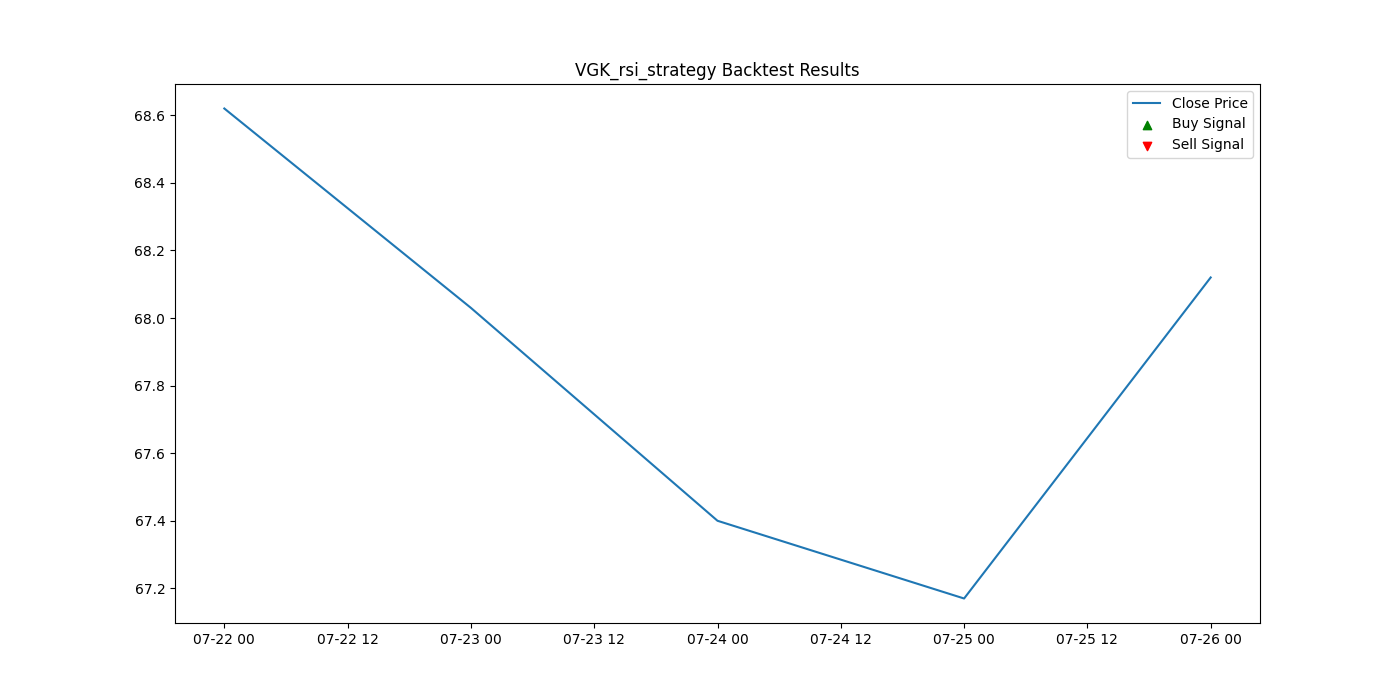 VGK_rsi_strategy Backtest Results
Close Price
Buy Signal
Sell Signal
68.6
68.4
68.2
68.0
67.8
67.6
67.4
67.2
07-22 00 07-22 12 07-23 00 07-23 12 07-24 00 07-24 12 07-25 00 07-25 12 07-26 00